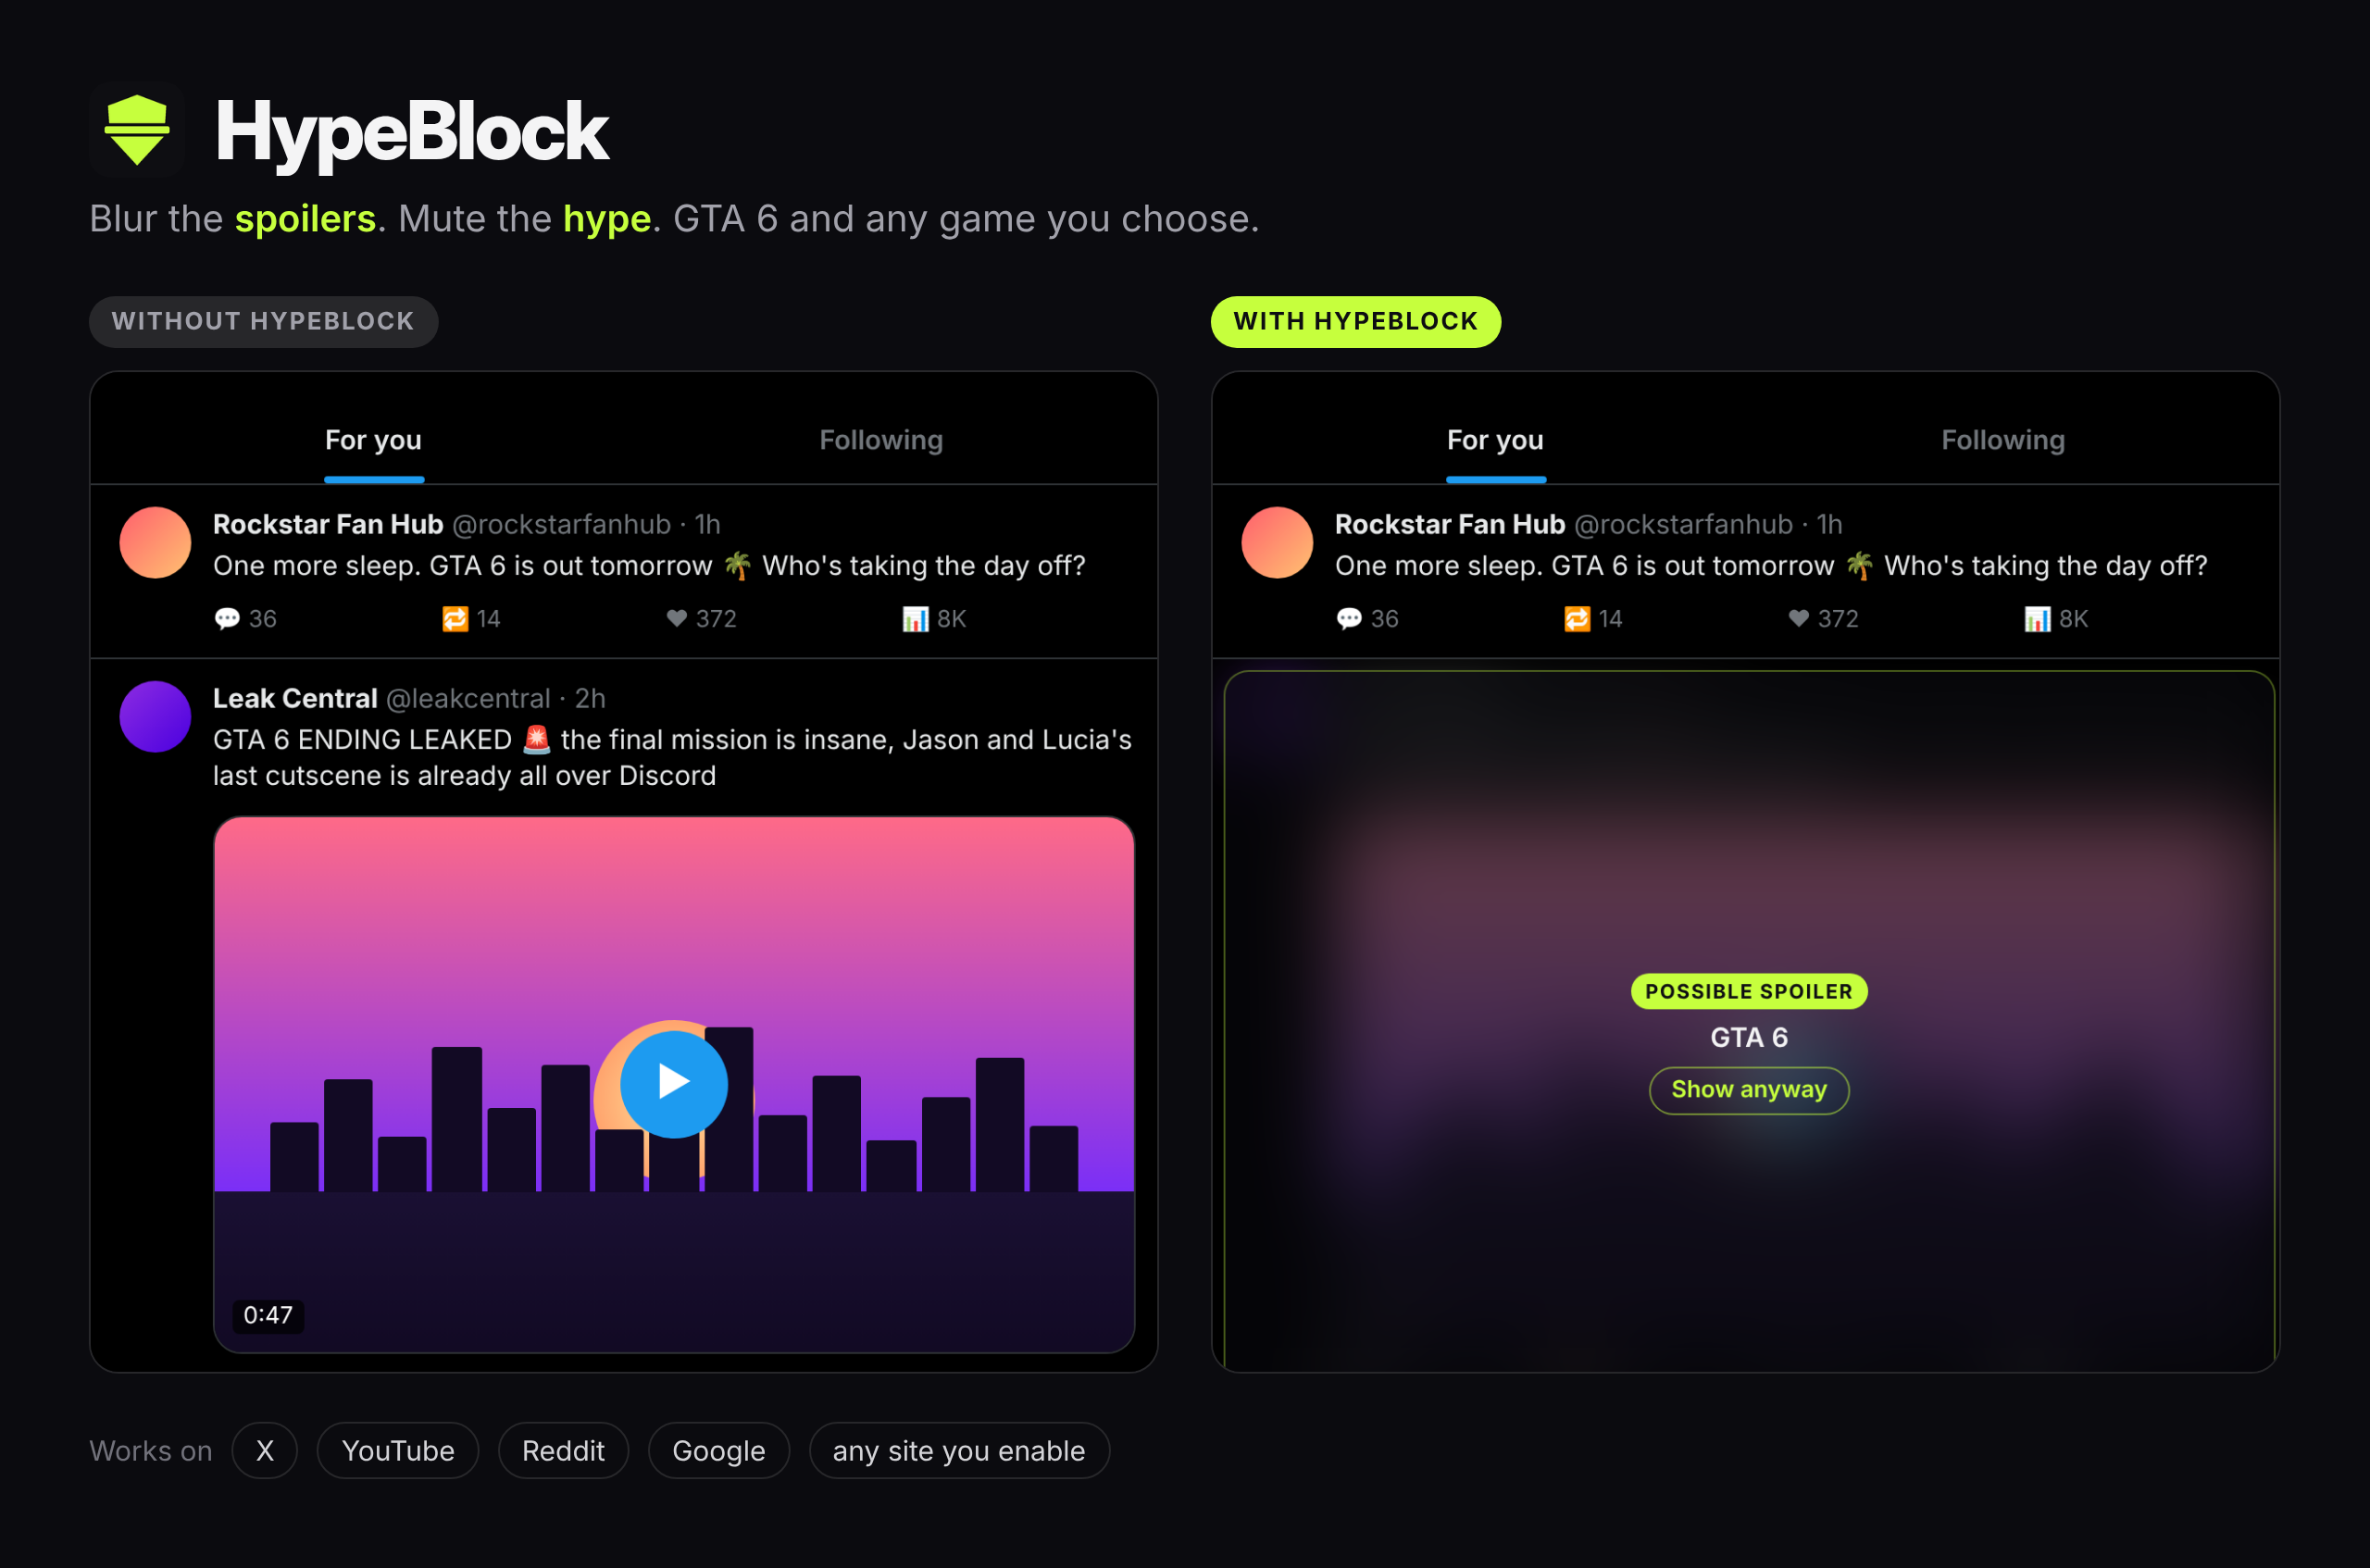 HypeBlock
Blur the spoilers. Mute the hype. GTA 6 and any game you choose.
WITHOUT HYPEBLOCK
For you
Following
Rockstar Fan Hub @rockstarfanhub · 1h
One more sleep. GTA 6 is out tomorrow 🌴 Who's taking the day off?
💬 36 🔁 14 ♥ 372 📊 8K
Leak Central @leakcentral · 2h
GTA 6 ENDING LEAKED 🚨 the final mission is insane, Jason and Lucia's
last cutscene is already all over Discord
0:47
WITH HYPEBLOCK
For you
Following
Rockstar Fan Hub @rockstarfanhub · 1h
One more sleep. GTA 6 is out tomorrow 🌴 Who's taking the day off?
💬 36 🔁 14 ♥ 372 📊 8K
POSSIBLE SPOILER
GTA 6
Show anyway
Works on X YouTube Reddit Google any site you enable